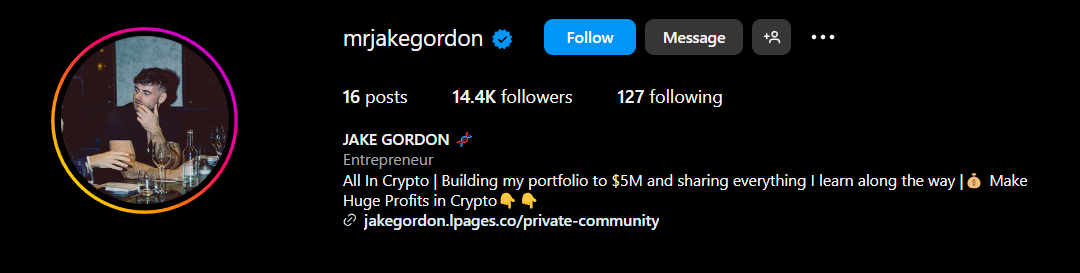 mrjakegordon Follow Message
16 posts 14.4K followers 127 following
JAKE GORDON 🧬
Entrepreneur
All In Crypto | Building my portfolio to $5M and sharing everything I learn along the way |💰 Make
Huge Profits in Crypto👇👇
jakegordon.lpages.co/private-community